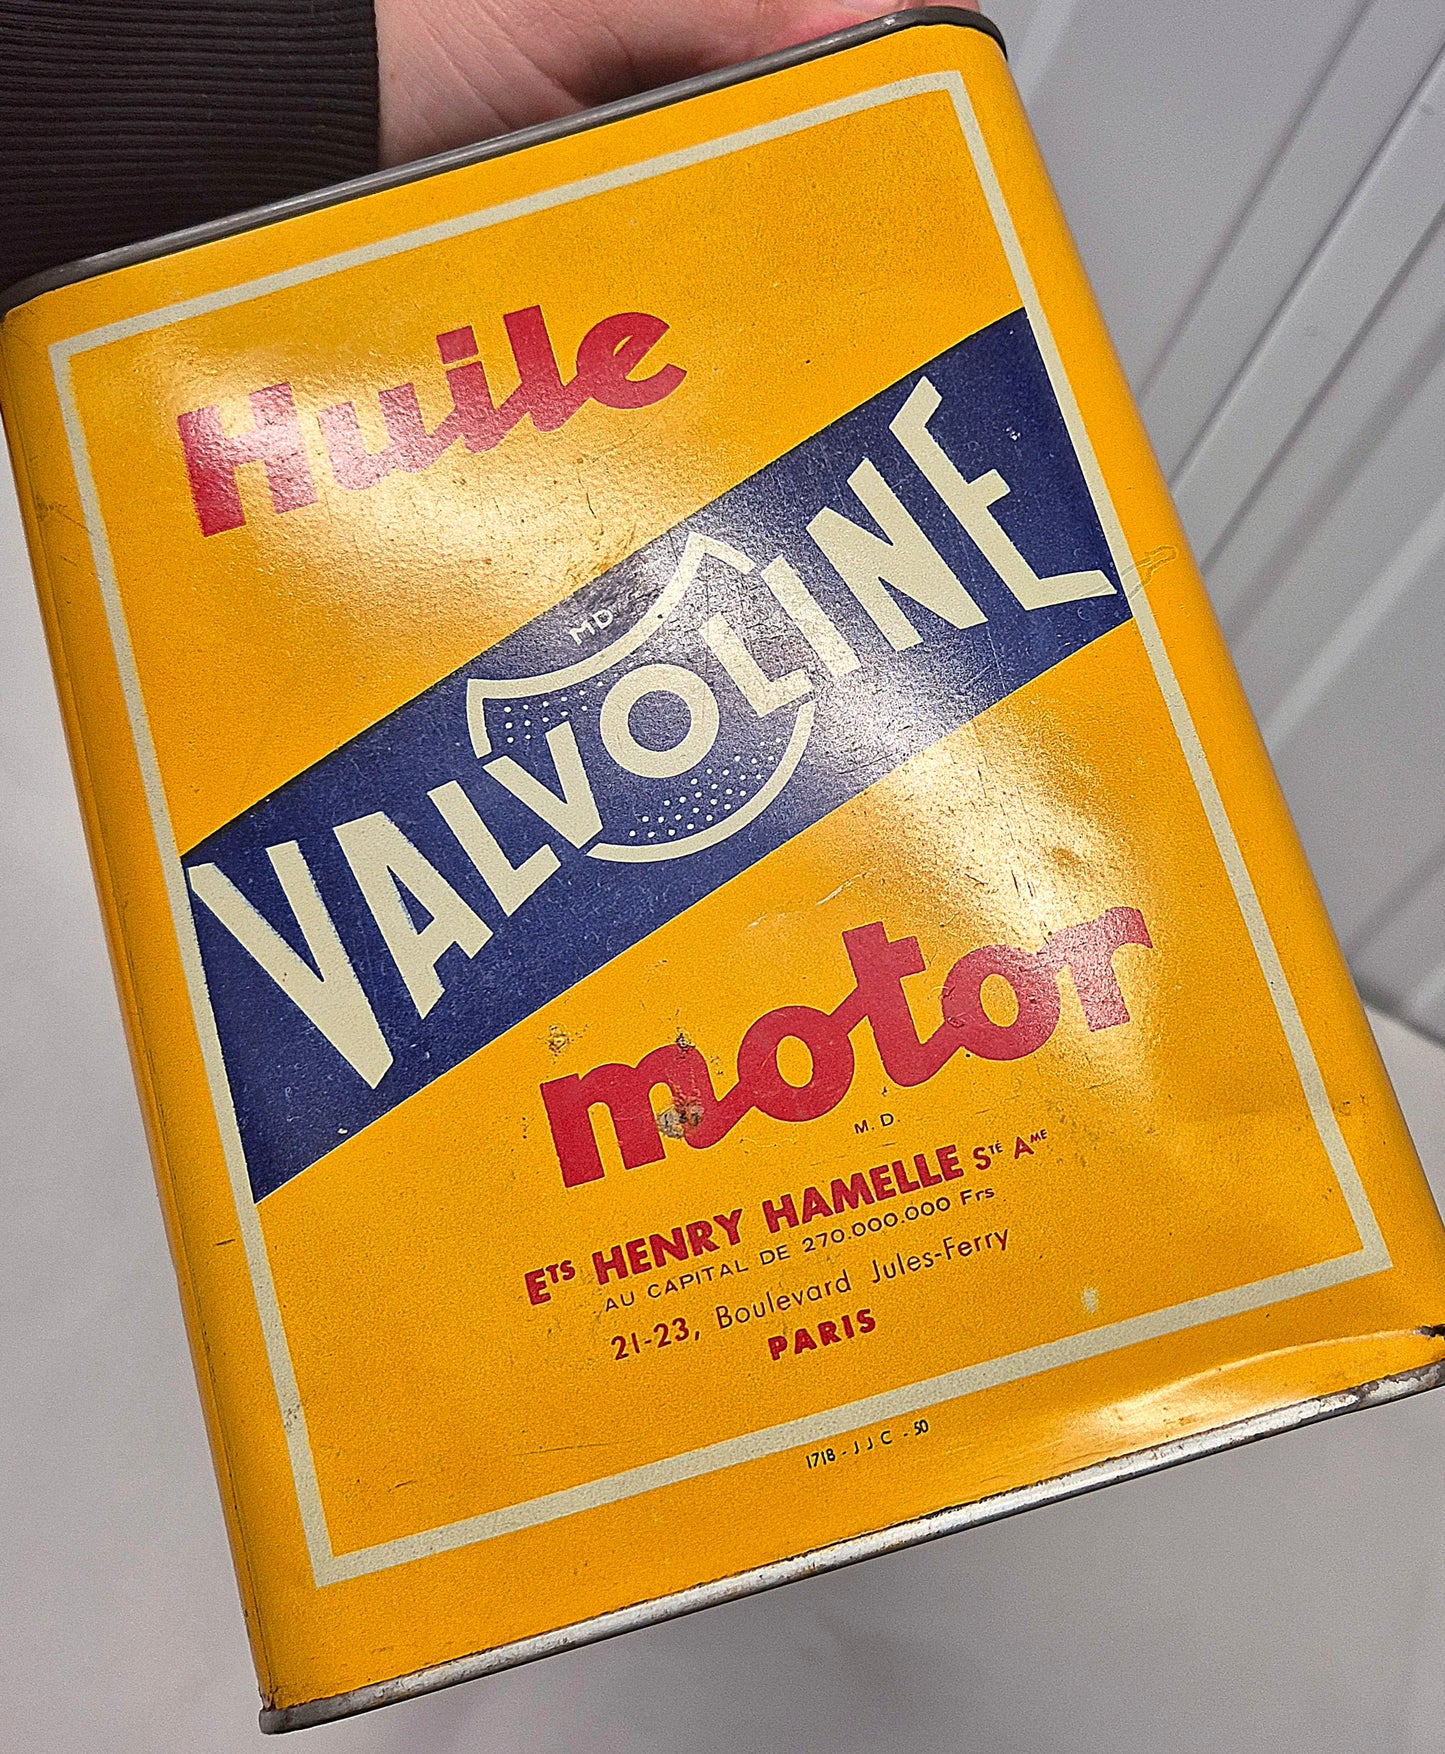 Huile
MD
VALVOLINE
motor
M. D.
ETS HENRY HAMELLE STÉ AME
AU CAPITAL DE 270.000.000 Frs
21-23, Boulevard Jules-Ferry
PARIS
1718 - J J C - 50